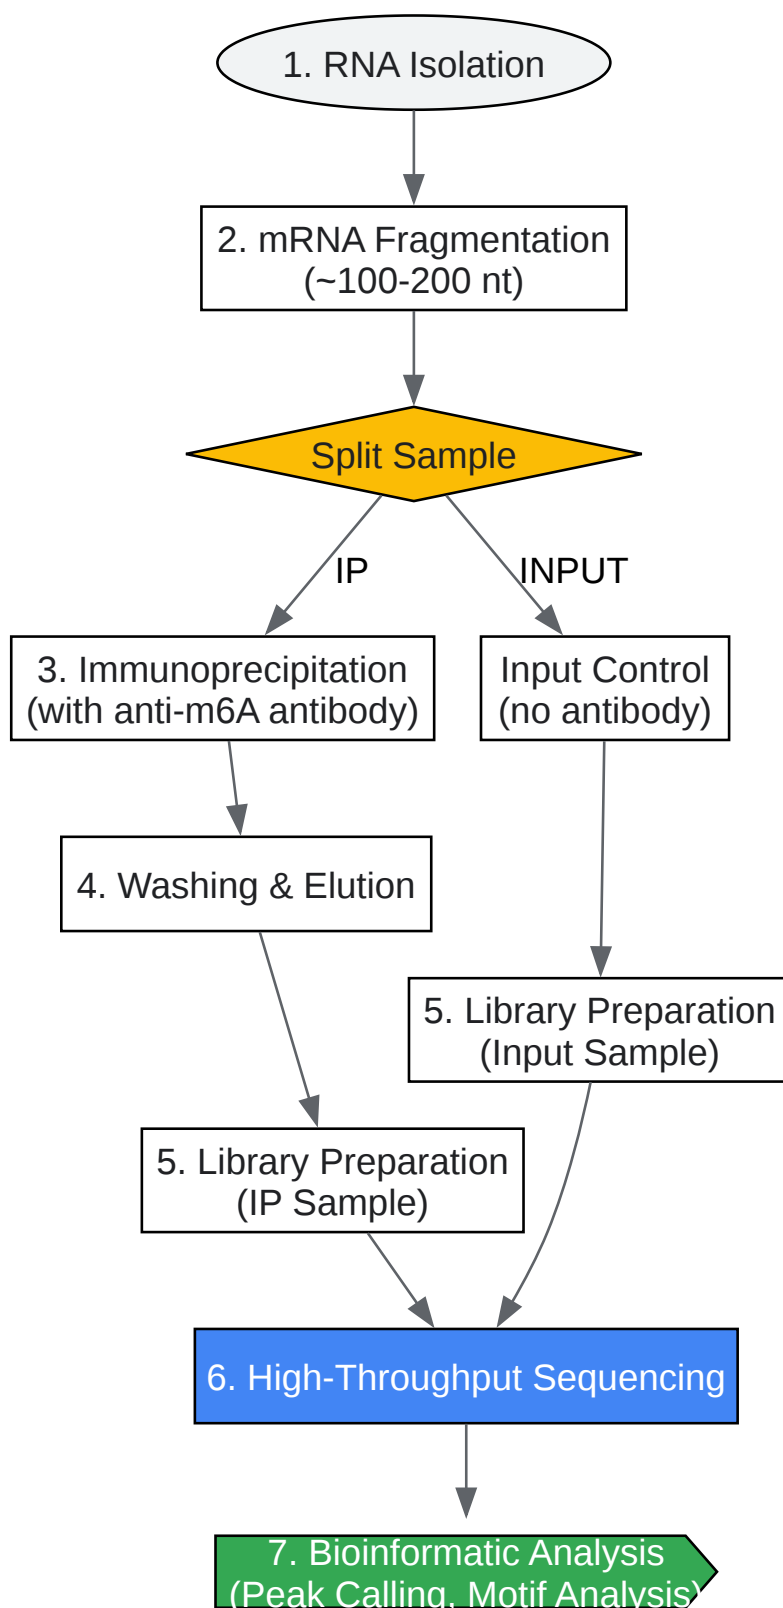 1. RNA Isolation
2. mRNA Fragmentation
(~100-200 nt)
Split Sample
IP
INPUT
3. Immunoprecipitation
(with anti-m6A antibody)
Input Control
(no antibody)
4. Washing & Elution
5. Library Preparation
(Input Sample)
5. Library Preparation
(IP Sample)
6. High-Throughput Sequencing
7. Bioinformatic Analysis
(Peak Calling, Motif Analysis)